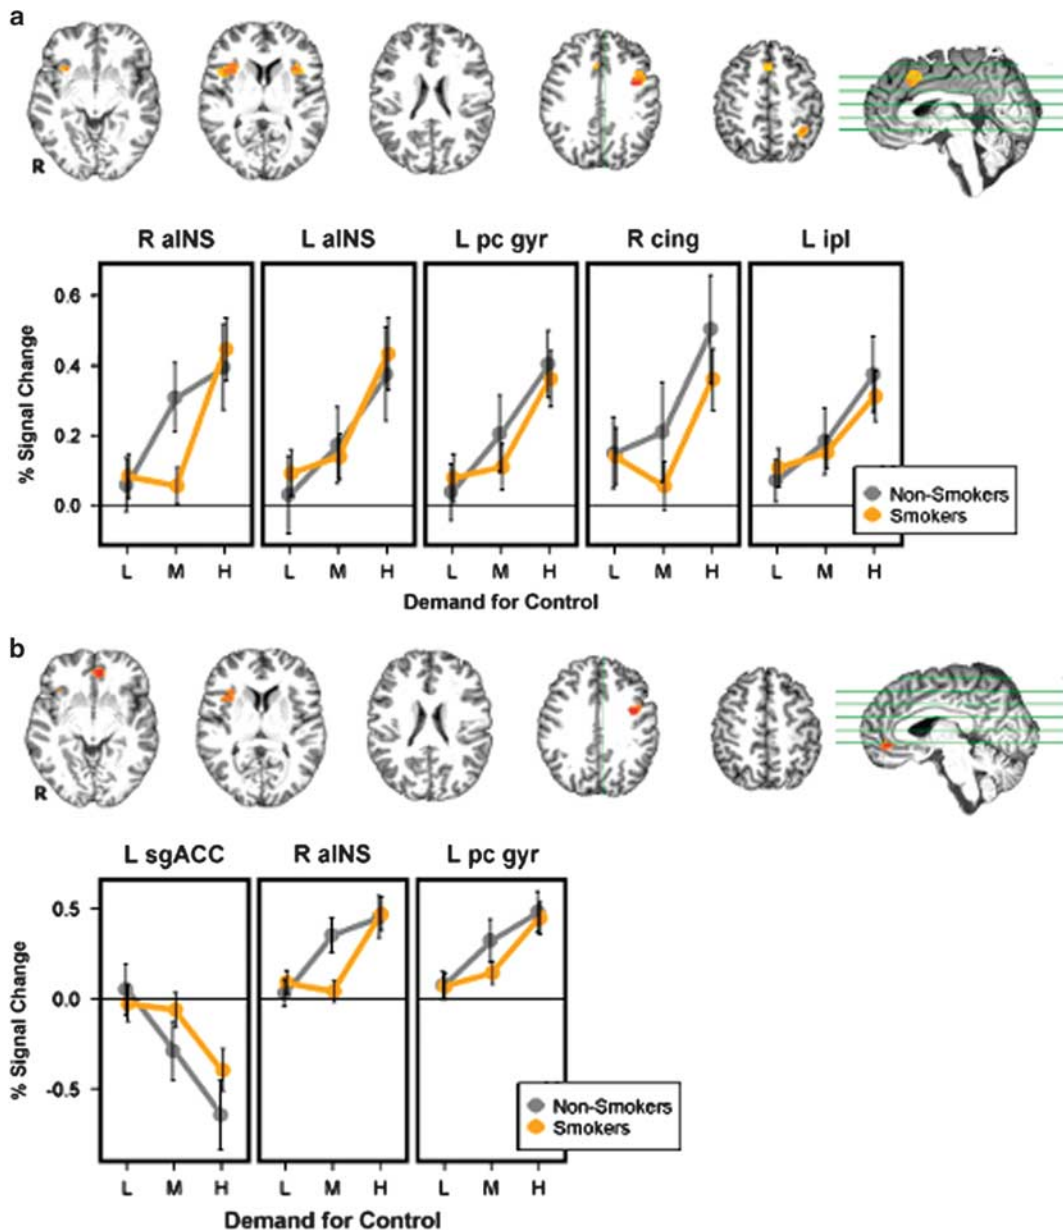 a
R
R aINS L aINS L pc gyr R cing L ipl
% Signal Change
0.6
0.4
0.2
0.0
Non-Smokers
Smokers
L M H L M H L M H L M H L M H
Demand for Control
b
R
L sgACC R aINS L pc gyr
% Signal Change
0.5
0.0
-0.5
Non-Smokers
Smokers
L M H L M H L M H
Demand for Control